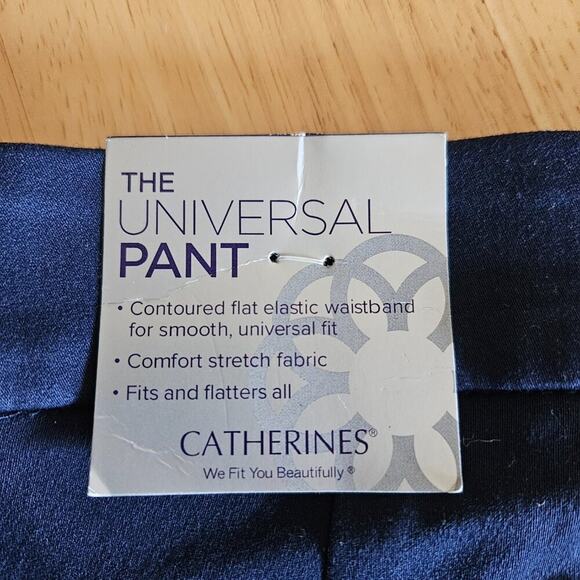 THE
UNIVERSAL
PANT
• Contoured flat elastic waistband
for smooth, universal fit
• Comfort stretch fabric
• Fits and flatters all
CATHERINES®
We Fit You Beautifully®